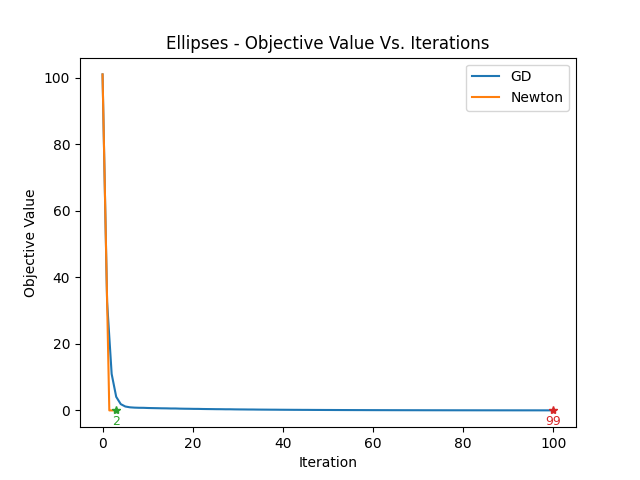 Ellipses - Objective Value Vs. Iterations
GD
Newton
100
80
60
40
20
0
Objective Value
2
99
0
20
40
60
80
100
Iteration